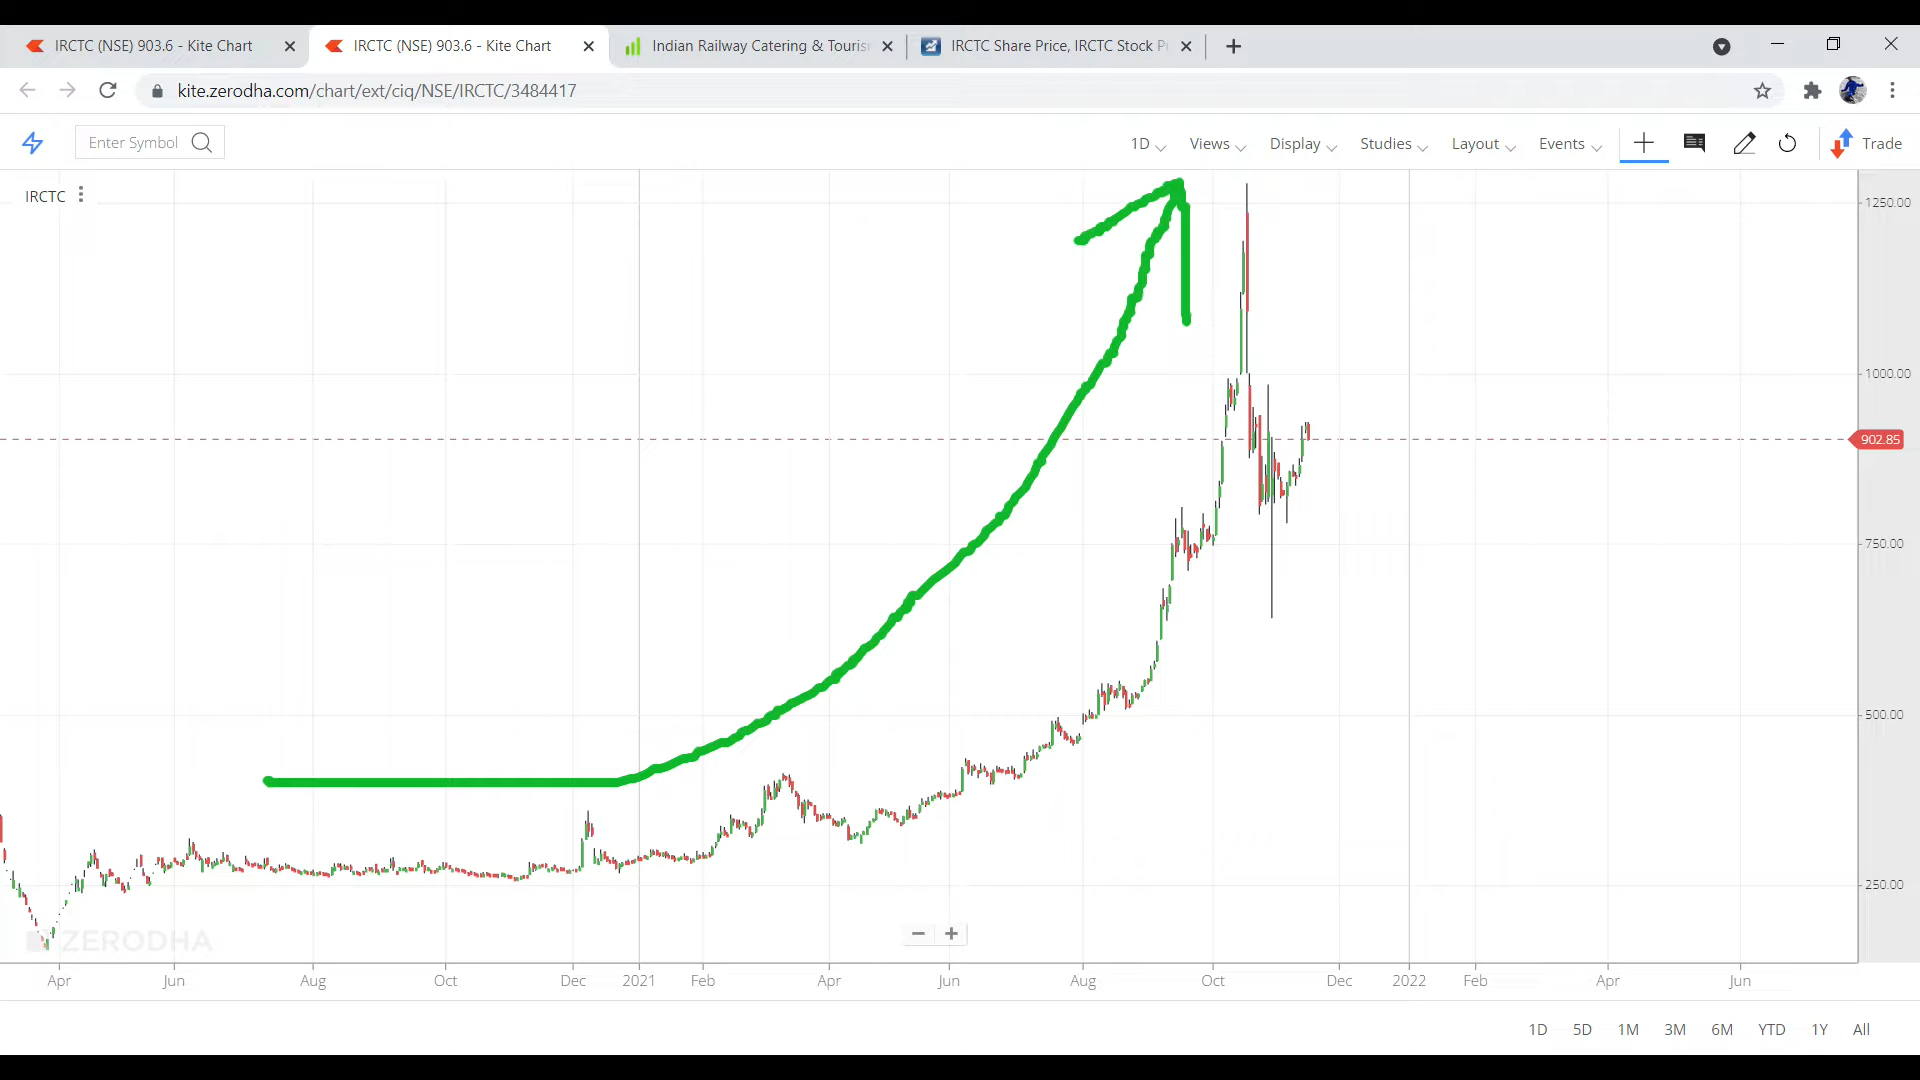 IRCTC (NSE) 903.6 - Kite Chart
IRCTC (NSE) 903.6 - Kite Chart
Indian Railway Catering & Touris
IRCTC Share Price, IRCTC Stock P
kite.zerodha.com/chart/ext/ciq/NSE/IRCTC/3484417
Enter Symbol
1D
Views
Display
Studies
Layout
Events
Trade
IRCTC
1250.00
1000.00
902.85
750.00
500.00
250.00
ZERODHA
Apr
Jun
Aug
Oct
Dec
2021
Feb
Apr
Jun
Aug
Oct
Dec
2022
Feb
Apr
Jun
1D
5D
1M
3M
6M
YTD
1Y
All